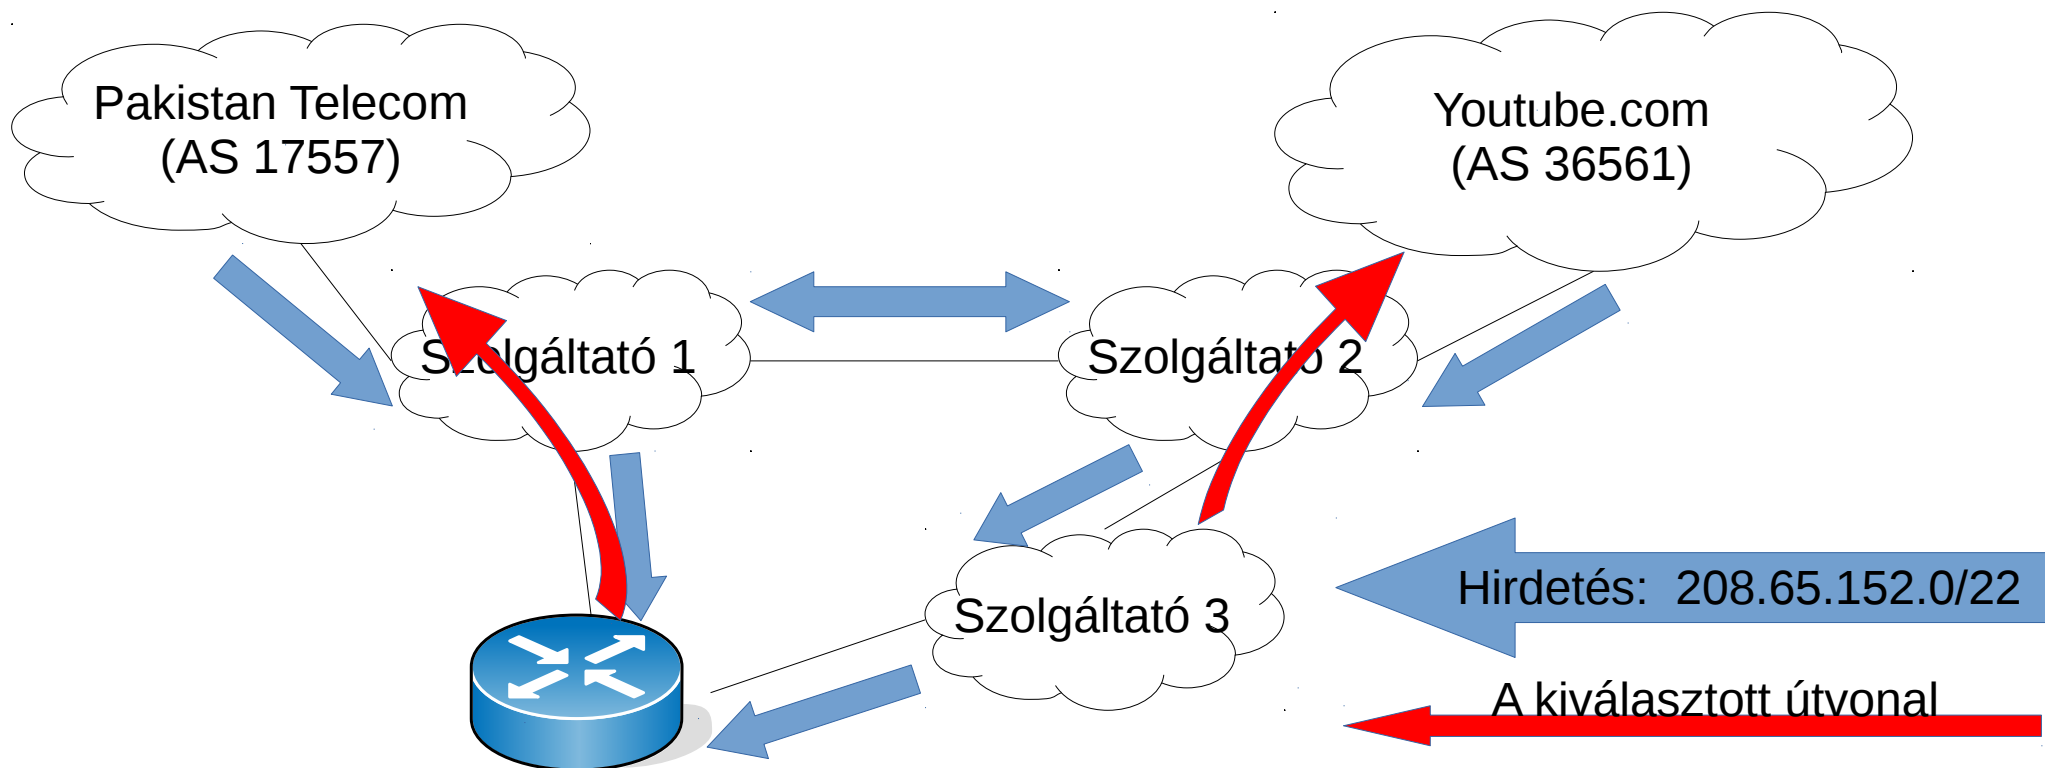 Pakistan Telecom
(AS 17557)
Youtube.com
(AS 36561)
Szolgáltató 1
Szolgáltató 2
Szolgáltató 3
Hirdetés: 208.65.152.0/22
A kiválasztott útvonal